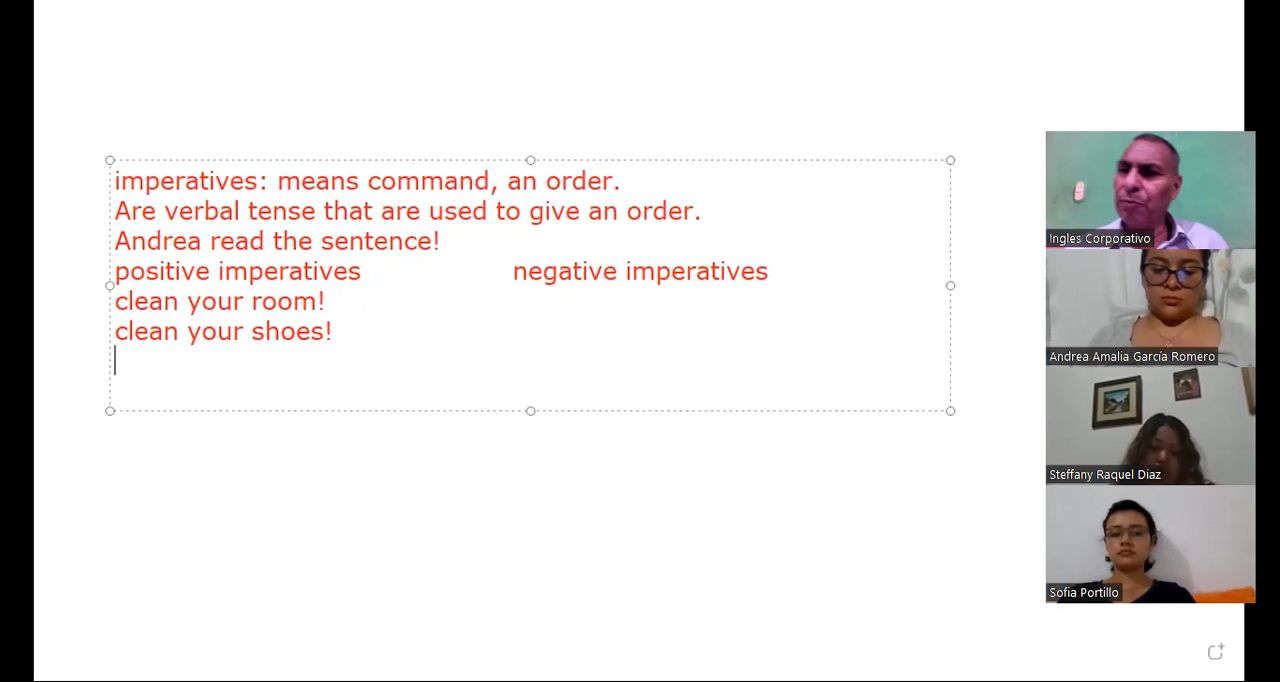 imperatives: means command, an order.
Are verbal tense that are used to give an order.
Andrea read the sentence!
positive imperatives negative imperatives
clean your room!
clean your shoes!
Ingles Corporativo
Andrea Amalia García Romero
Steffany Raquel Diaz
Sofia Portillo